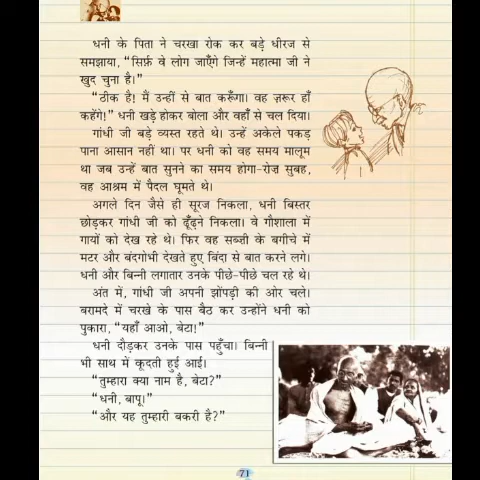 धनी के पिता ने चरखा रोक कर बड़े धीरज से
समझाया, “सिर्फ़ वे लोग जाएँगे जिन्हें महात्मा जी ने
खुद चुना है।”
“ठीक है! मैं उन्हीं से बात करूँगा। वह ज़रूर हाँ
कहेंगे!” धनी खड़े होकर बोला और वहाँ से चल दिया।
गांधी जी बड़े व्यस्त रहते थे। उन्हें अकेले पकड़
पाना आसान नहीं था। पर धनी को वह समय मालूम
था जब उन्हें बात सुनने का समय होगा-रोज़ सुबह,
वह आश्रम में पैदल घूमते थे।
अगले दिन जैसे ही सूरज निकला, धनी बिस्तर
छोड़कर गांधी जी को ढूँढ़ने निकला। वे गौशाला में
गायों को देख रहे थे। फिर वह सब्ज़ी के बगीचे में
मटर और बंदगोभी देखते हुए बिंदा से बात करने लगे।
धनी और बिन्नी लगातार उनके पीछे-पीछे चल रहे थे।
अंत में, गांधी जी अपनी झोंपड़ी की ओर चले।
बरामदे में चरखे के पास बैठ कर उन्होंने धनी को
पुकारा, “यहाँ आओ, बेटा!”
धनी दौड़कर उनके पास पहुँचा। बिन्नी
भी साथ में कूदती हुई आई।
“तुम्हारा क्या नाम है, बेटा?”
“धनी, बापू।”
“और यह तुम्हारी बकरी है?”
71